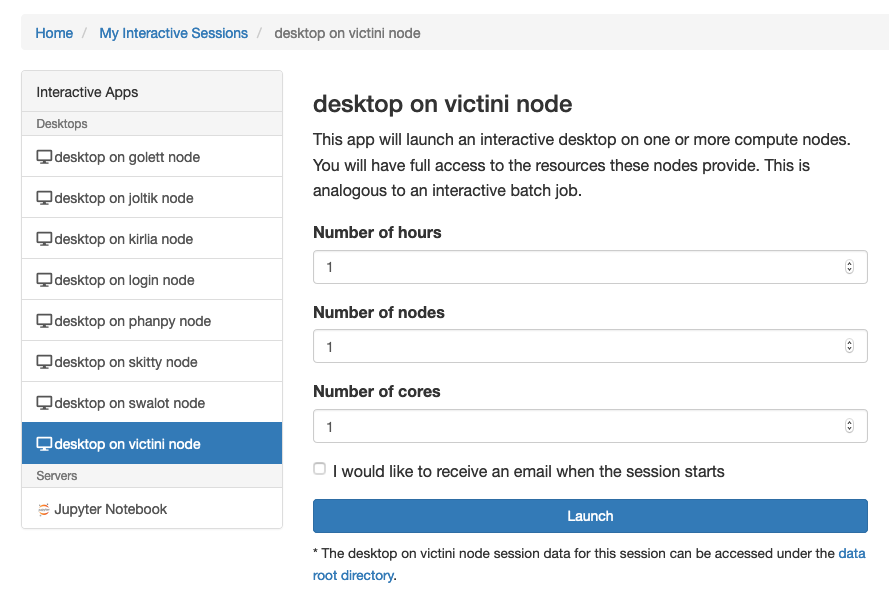 Home / My Interactive Sessions / desktop on victini node
Interactive Apps
Desktops
desktop on golett node
desktop on joltik node
desktop on kirlia node
desktop on login node
desktop on phanpy node
desktop on skitty node
desktop on swalot node
desktop on victini node
Servers
Jupyter Notebook
desktop on victini node
This app will launch an interactive desktop on one or more compute nodes.
You will have full access to the resources these nodes provide. This is
analogous to an interactive batch job.
Number of hours
1
Number of nodes
1
Number of cores
1
I would like to receive an email when the session starts
Launch
* The desktop on victini node session data for this session can be accessed under the data
root directory.